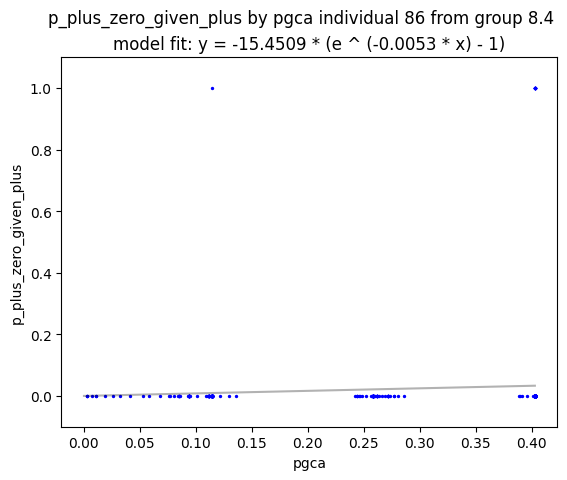 p_plus_zero_given_plus by pgca individual 86 from group 8.4
model fit: y = -15.4509 * (e ^ (-0.0053 * x) - 1)
1.0
0.8
0.6
0.4
0.2
0.0
p_plus_zero_given_plus
0.00 0.05 0.10 0.15 0.20 0.25 0.30 0.35 0.40
pgca